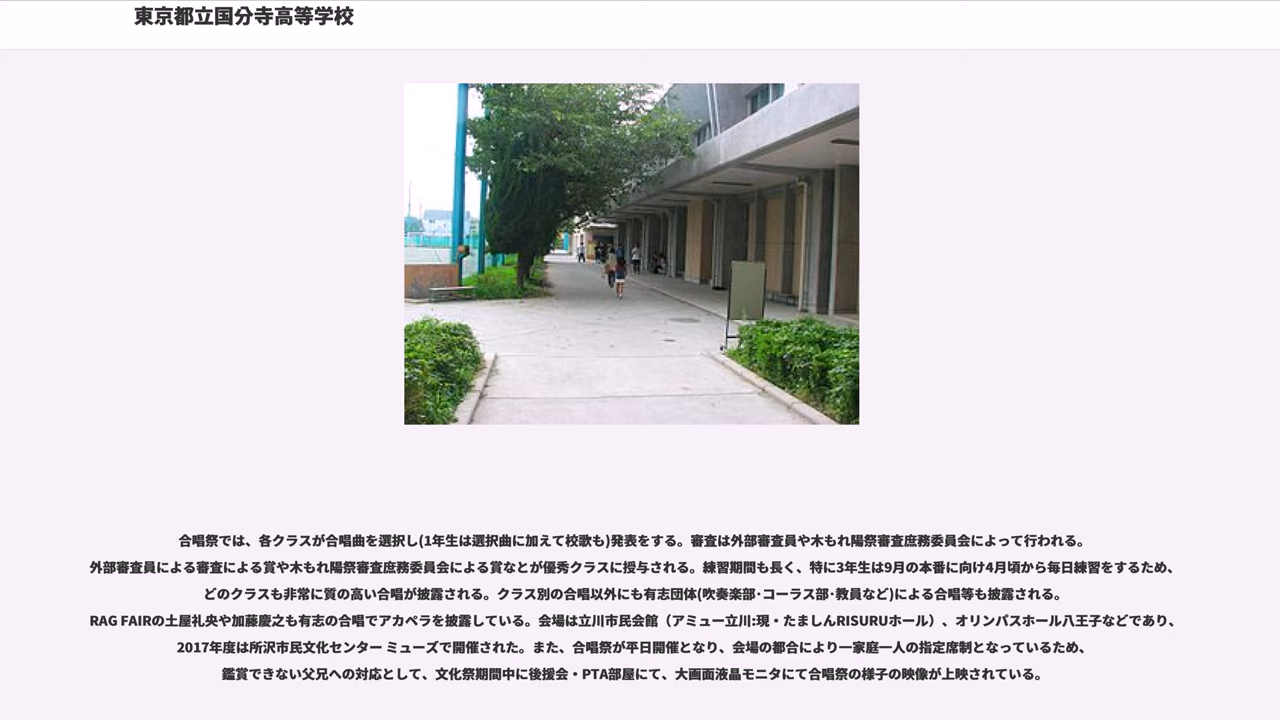 東京都立国分寺高等学校
合唱祭では、各クラスが合唱曲を選択し(1年生は選択曲に加えて校歌も)発表をする。審査は外部審査員や木もれ陽祭審査庶務委員会によって行われる。
外部審査員による審査による賞や木もれ陽祭審査庶務委員会による賞なとが優秀クラスに授与される。練習期間も長く、特に3年生は9月の本番に向け4月頃から毎日練習をするため、
どのクラスも非常に質の高い合唱が披露される。クラス別の合唱以外にも有志団体(吹奏楽部･コーラス部･教員など)による合唱等も披露される。
RAG FAIRの土屋礼央や加藤慶之も有志の合唱でアカペラを披露している。会場は立川市民会館（アミュー立川:現・たましんRISURUホール）、オリンパスホール八王子などであり、
2017年度は所沢市民文化センター ミューズで開催された。また、合唱祭が平日開催となり、会場の都合により一家庭一人の指定席制となっているため、
鑑賞できない父兄への対応として、文化祭期間中に後援会・PTA部屋にて、大画面液晶モニタにて合唱祭の様子の映像が上映されている。